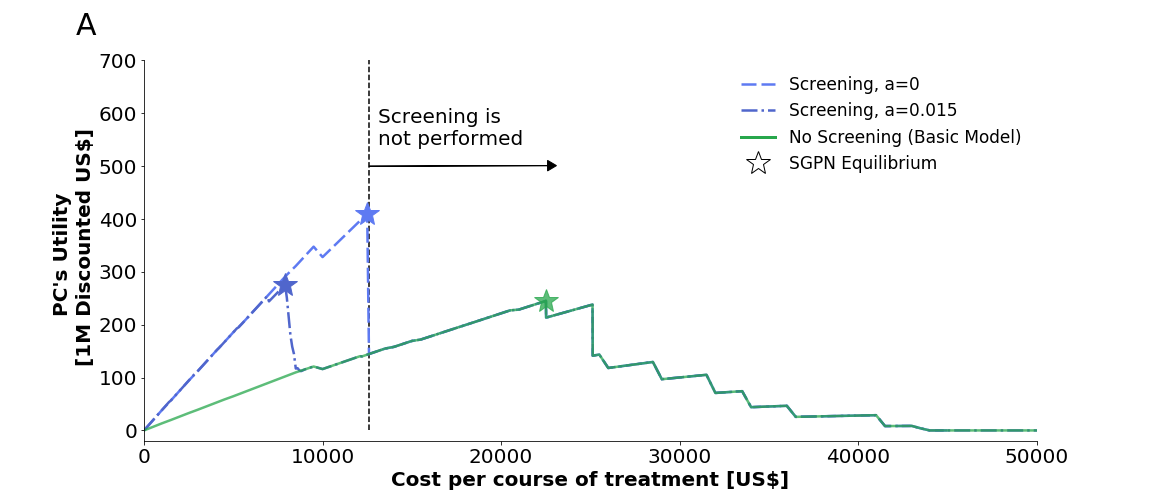 A
PC's Utility
[1M Discounted US$]
700
600
500
400
300
200
100
0
Screening is
not performed
Screening, a=0
Screening, a=0.015
No Screening (Basic Model)
SGPN Equilibrium
0 10000 20000 30000 40000 50000
Cost per course of treatment [US$]